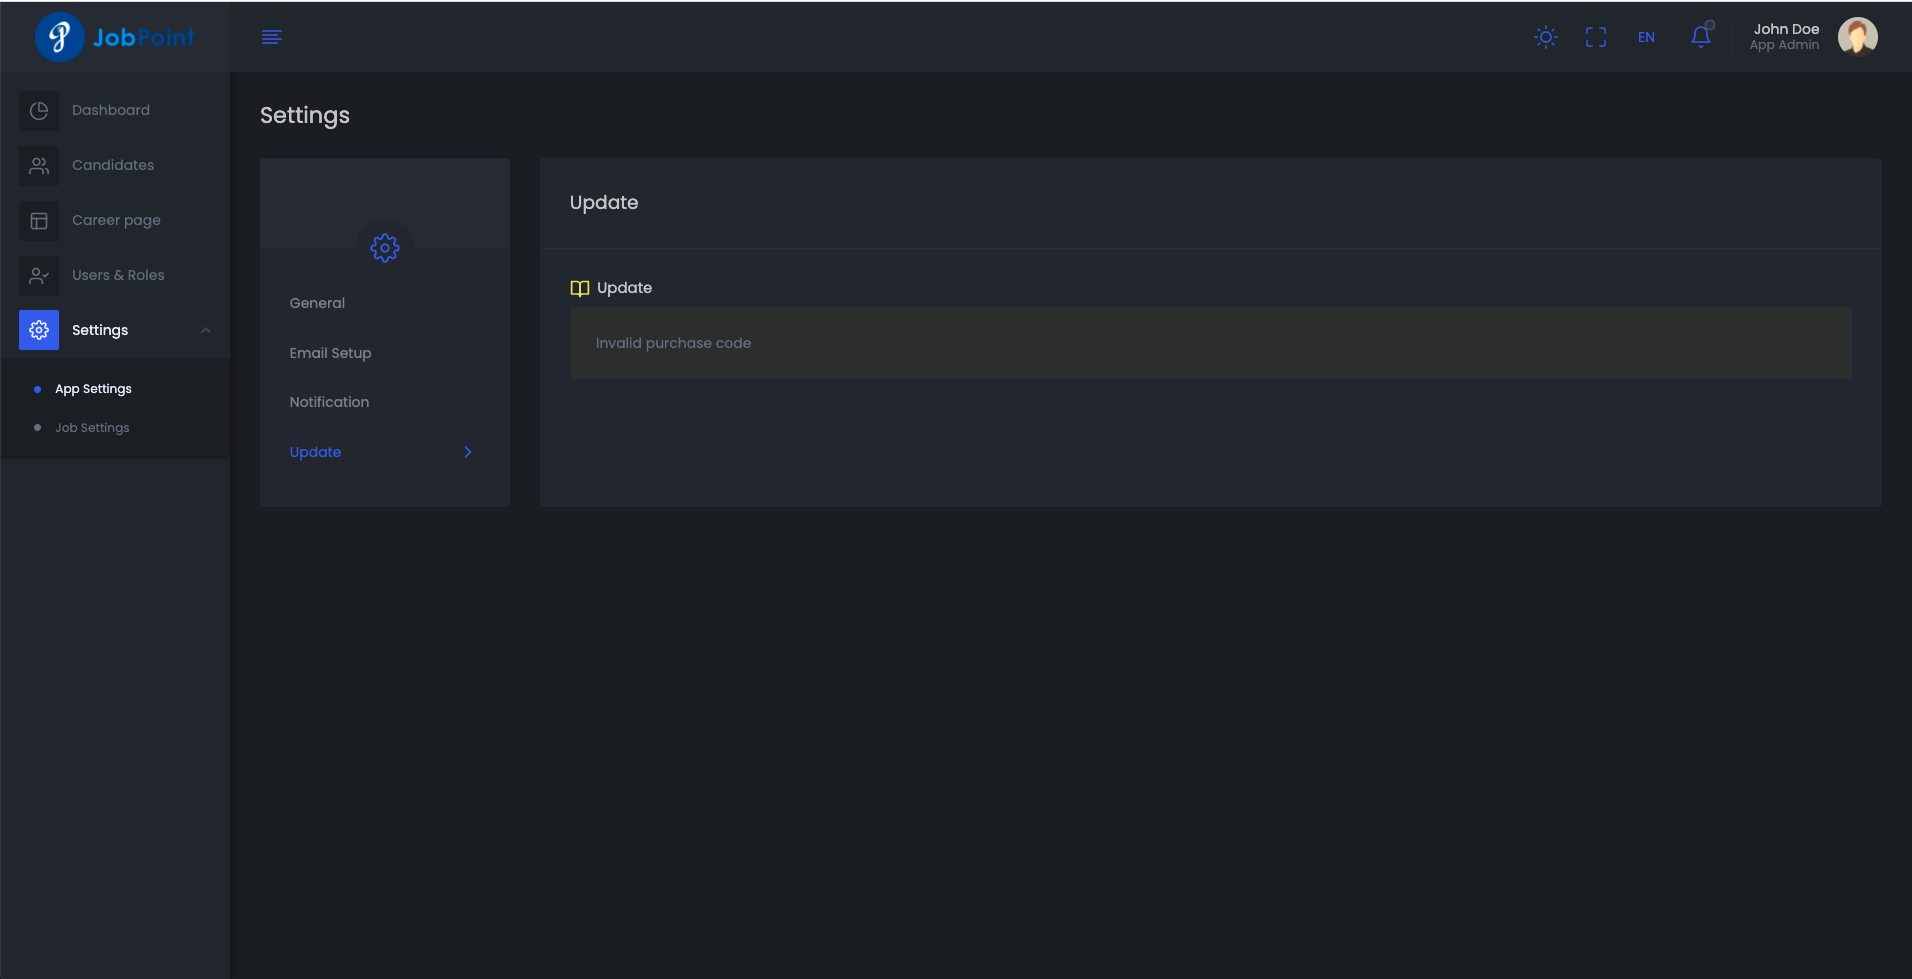 JobPoint
EN
John Doe
App Admin
Dashboard
Candidates
Career page
Users & Roles
Settings
App Settings
Job Settings
Settings
General
Email Setup
Notification
Update
Update
Update
Invalid purchase code